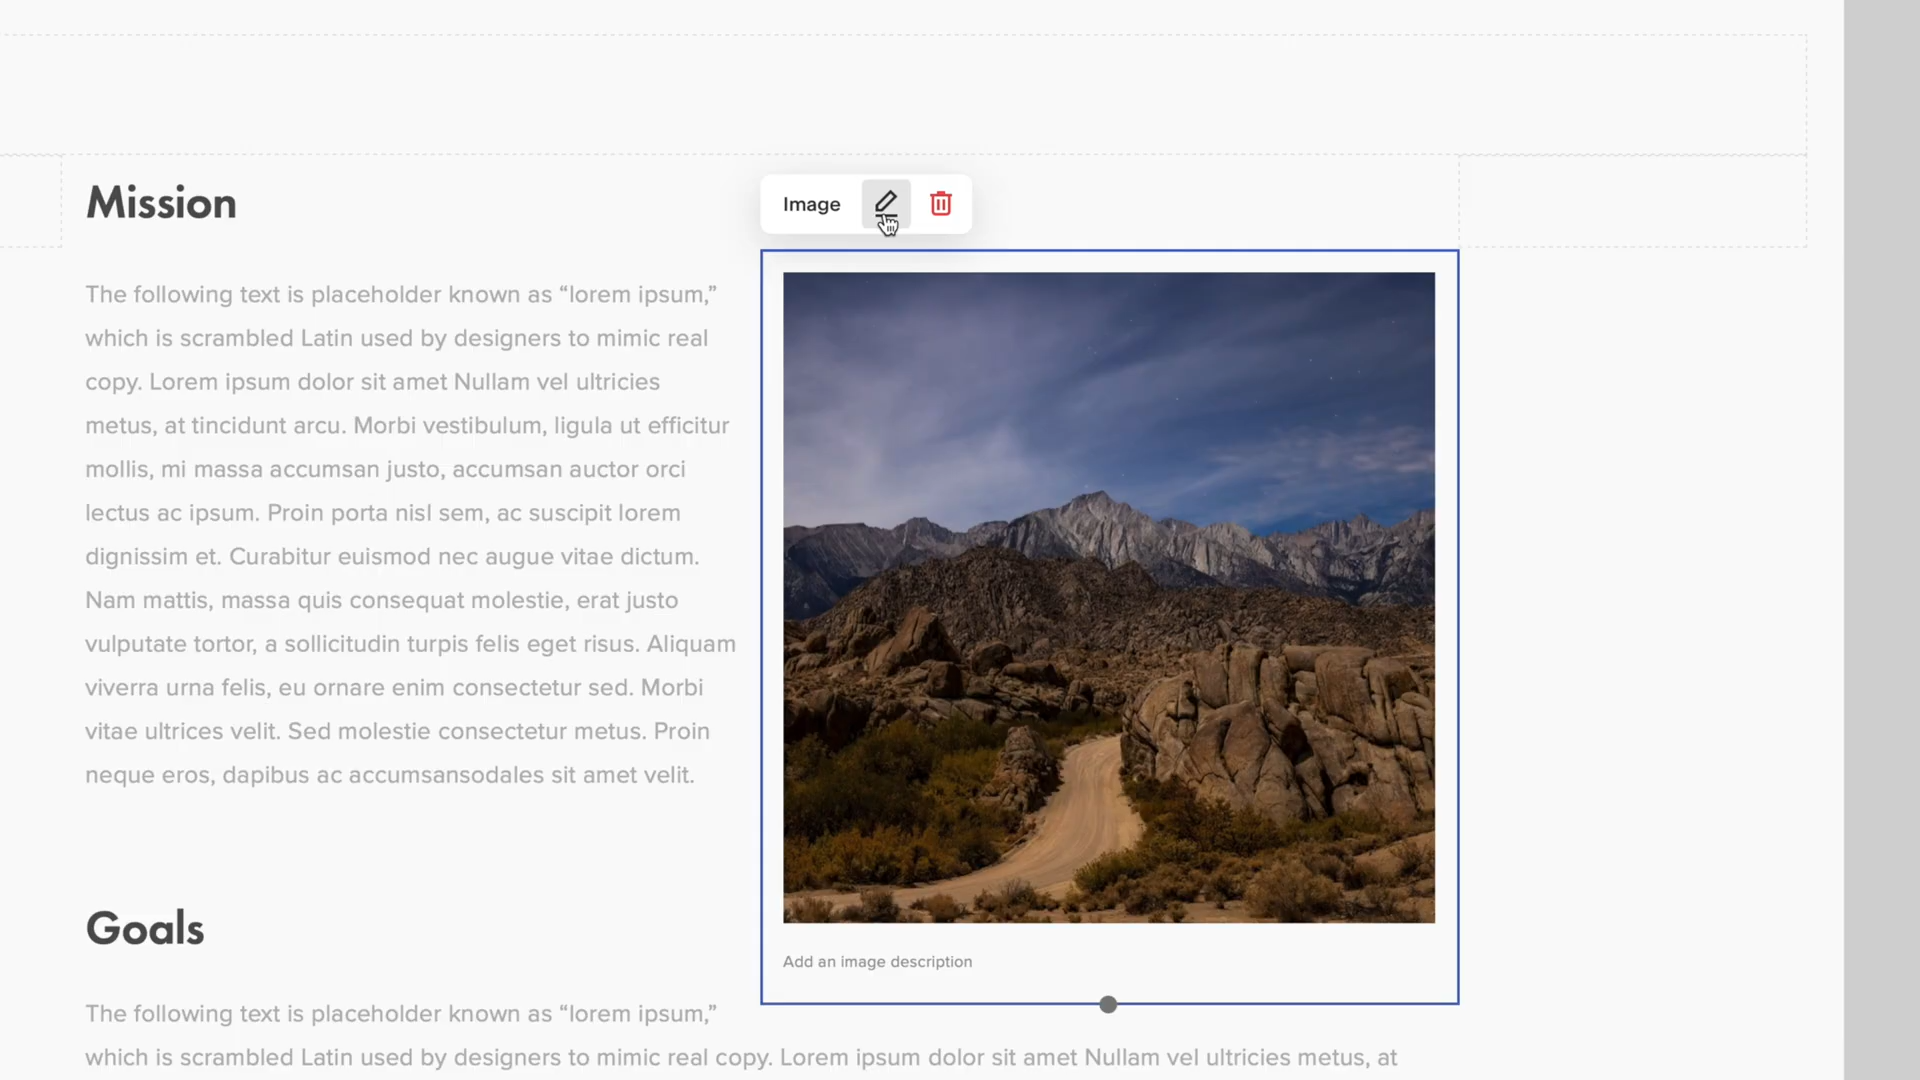 Mission
Image
The following text is placeholder known as “lorem ipsum,”
which is scrambled Latin used by designers to mimic real
copy. Lorem ipsum dolor sit amet Nullam vel ultricies
metus, at tincidunt arcu. Morbi vestibulum, ligula ut efficitur
mollis, mi massa accumsan justo, accumsan auctor orci
lectus ac ipsum. Proin porta nisl sem, ac suscipit lorem
dignissim et. Curabitur euismod nec augue vitae dictum.
Nam mattis, massa quis consequat molestie, erat justo
vulputate tortor, a sollicitudin turpis felis eget risus. Aliquam
viverra urna felis, eu ornare enim consectetur sed. Morbi
vitae ultrices velit. Sed molestie consectetur metus. Proin
neque eros, dapibus ac accumsansodales sit amet velit.
Add an image description
Goals
The following text is placeholder known as “lorem ipsum,”
which is scrambled Latin used by designers to mimic real copy. Lorem ipsum dolor sit amet Nullam vel ultricies metus, at